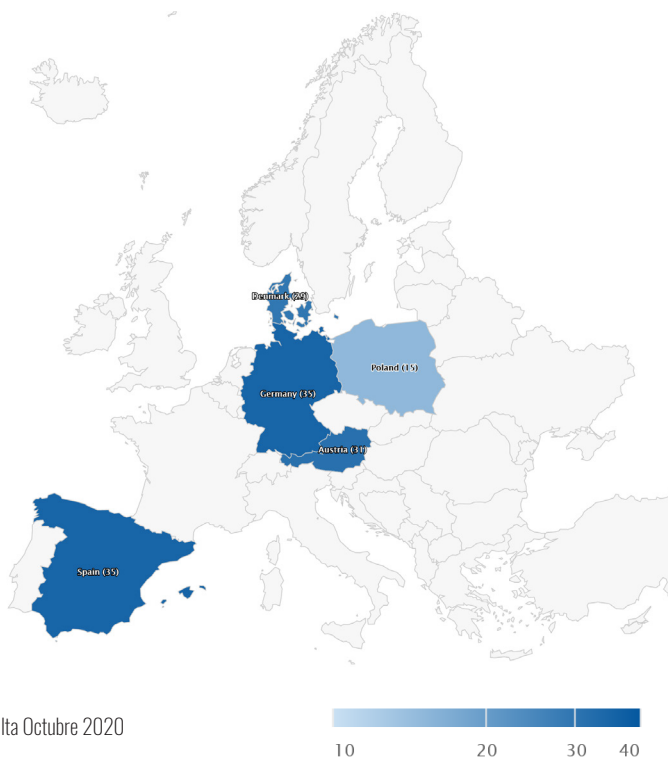 Denmark (29)
Poland (15)
Germany (35)
Austria (31)
Spain (35)
lta Octubre 2020
10 20 30 40